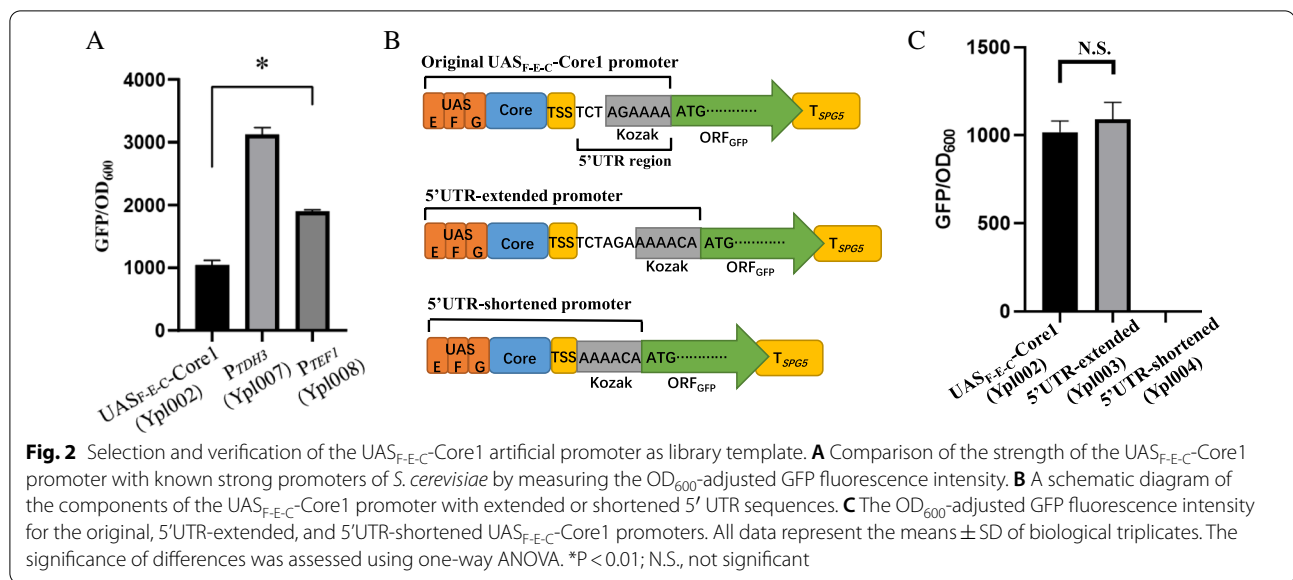 A
GFP/OD600
4000
3000
2000
1000
0
*
UASF-E-C-Core1
(Ypl002)
PTDH3
(Ypl007)
PTEF1
(Ypl008)
B
Original UASF-E-C-Core1 promoter
UAS
E F G
Core
TSS
TCT
AGAAAA
ATG············
TSPG5
Kozak
ORFGFP
5'UTR region
5'UTR-extended promoter
UAS
E F G
Core
TSS
TCTAGA
AAAACA
ATG············
TSPG5
Kozak
ORFGFP
5'UTR-shortened promoter
UAS
E F G
Core
TSS
AAAACA
ATG············
TSPG5
Kozak
ORFGFP
C
GFP/OD600
1500
1000
500
0
N.S.
UASF-E-C-Core1
(Ypl002)
5'UTR-extended
(Ypl003)
5'UTR-shortened
(Ypl004)
Fig. 2 Selection and verification of the UASF-E-C-Core1 artificial promoter as library template. A Comparison of the strength of the UASF-E-C-Core1
promoter with known strong promoters of S. cerevisiae by measuring the OD600-adjusted GFP fluorescence intensity. B A schematic diagram of
the components of the UASF-E-C-Core1 promoter with extended or shortened 5′ UTR sequences. C The OD600-adjusted GFP fluorescence intensity
for the original, 5′UTR-extended, and 5′UTR-shortened UASF-E-C-Core1 promoters. All data represent the means ± SD of biological triplicates. The
significance of differences was assessed using one-way ANOVA. *P < 0.01; N.S., not significant